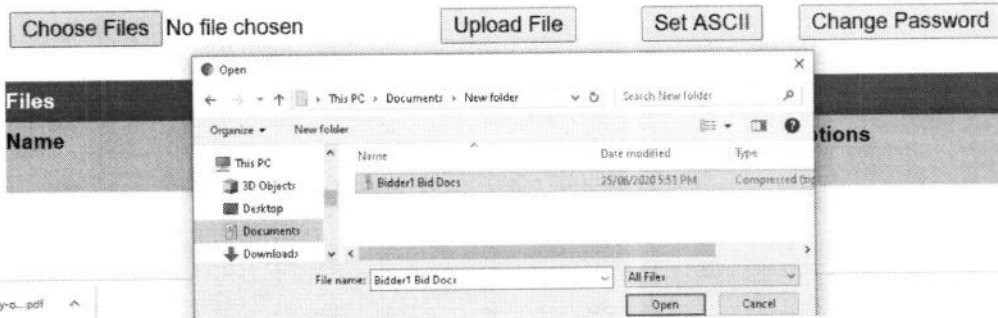 Choose Files No file chosen Upload File Set ASCII Change Password
Open
Files
This PC > Documents > New folder Search New folder
Organize New folder
Name
Name Date modified Type
This PC
Bidder1 Bid Docs 25/06/2020 5:51 PM Compressed (zip
3D Objects
Desktop
Documents
Downloads
File name: Bidder1 Bid Docs All Files
Open Cancel